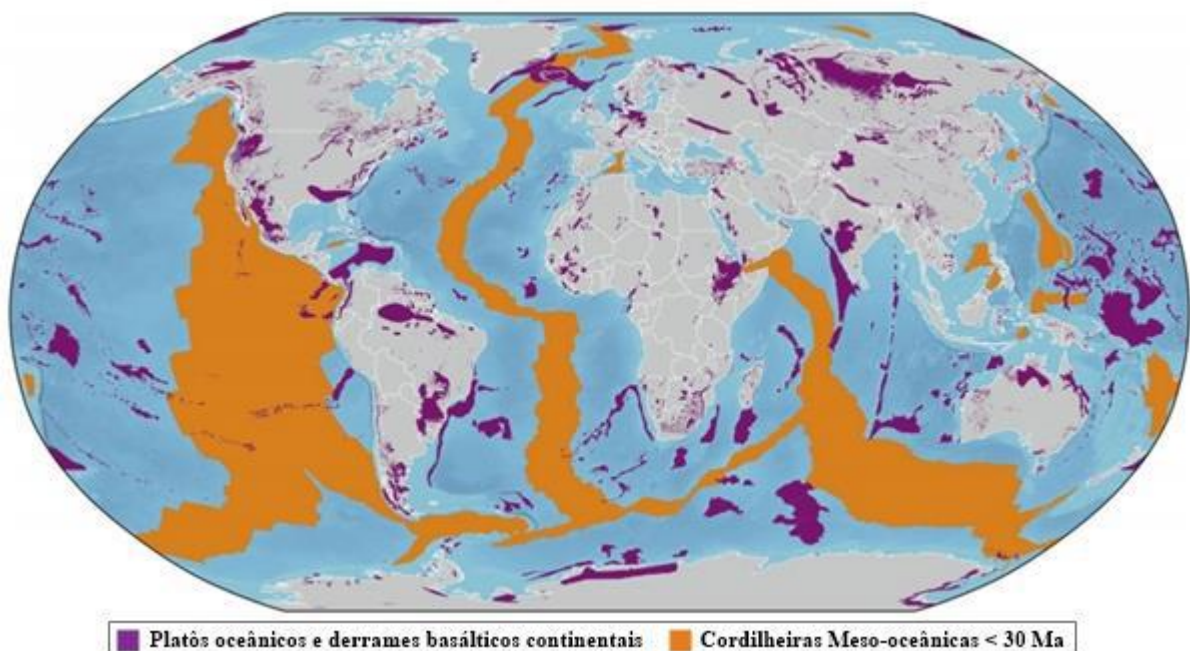 Platôs oceânicos e derrames basálticos continentais
Cordilheiras Meso-oceânicas < 30 Ma